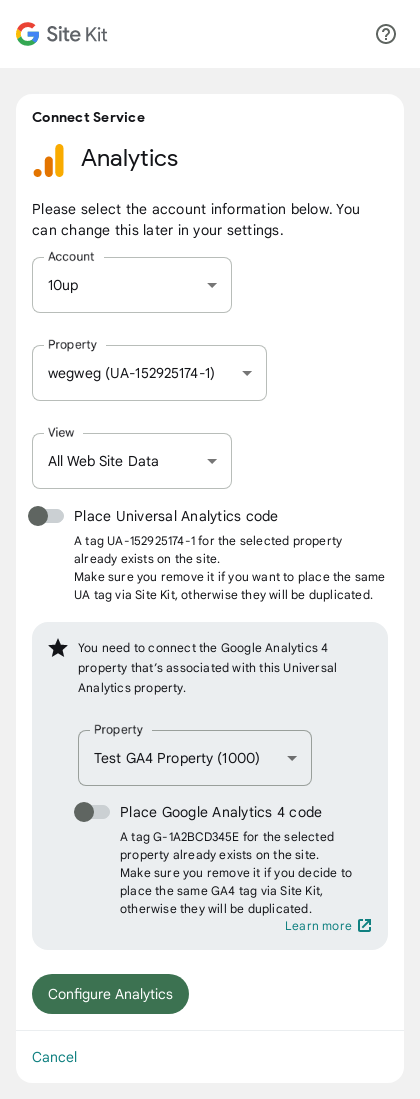 Site Kit
Connect Service
Analytics
Please select the account information below. You
can change this later in your settings.
Account
10up
Property
wegweg (UA-152925174-1)
View
All Web Site Data
Place Universal Analytics code
A tag UA-152925174-1 for the selected property
already exists on the site.
Make sure you remove it if you want to place the same
UA tag via Site Kit, otherwise they will be duplicated.
You need to connect the Google Analytics 4
property that's associated with this Universal
Analytics property.
Property
Test GA4 Property (1000)
Place Google Analytics 4 code
A tag G-1A2BCD345E for the selected
property already exists on the site.
Make sure you remove it if you decide to
place the same GA4 tag via Site Kit,
otherwise they will be duplicated.
Learn more
Configure Analytics
Cancel